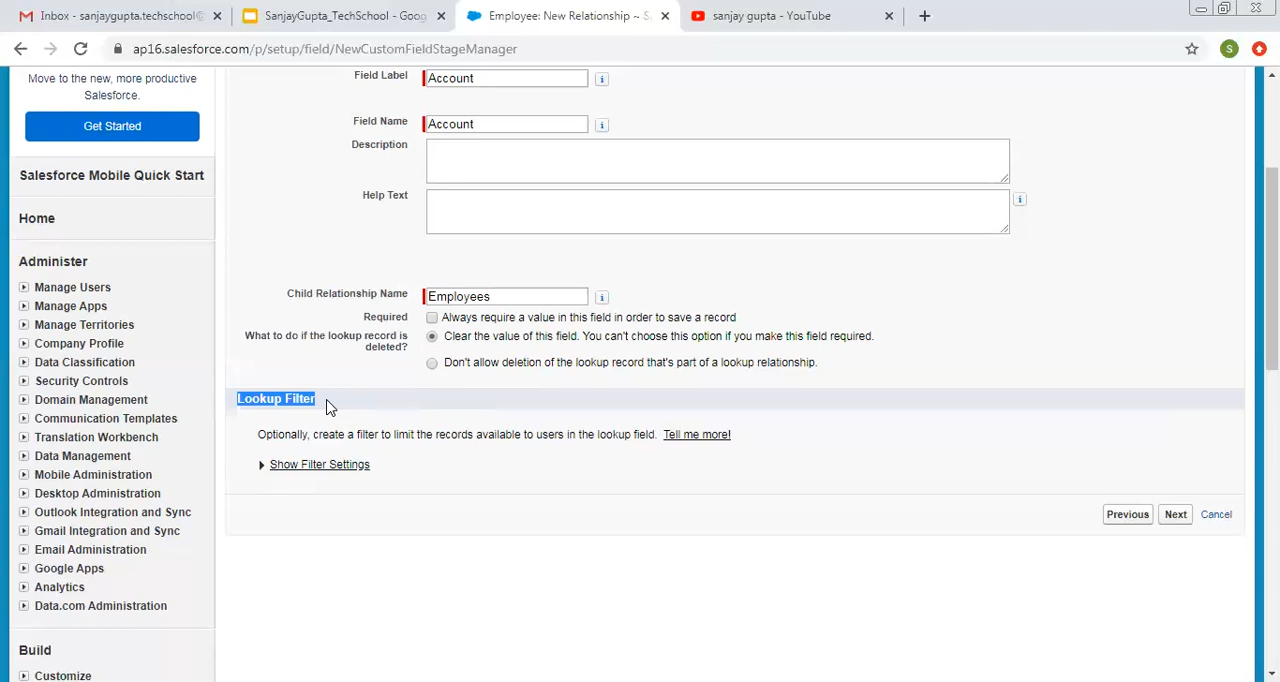 Inbox - sanjaygupta.techschool@
SanjayGupta_TechSchool - Goog
Employee: New Relationship ~ S
sanjay gupta - YouTube
ap16.salesforce.com/p/setup/field/NewCustomFieldStageManager
S
Move to the new, more productive
Salesforce.
Get Started
Salesforce Mobile Quick Start
Home
Administer
Manage Users
Manage Apps
Manage Territories
Company Profile
Data Classification
Security Controls
Domain Management
Communication Templates
Translation Workbench
Data Management
Mobile Administration
Desktop Administration
Outlook Integration and Sync
Gmail Integration and Sync
Email Administration
Google Apps
Analytics
Data.com Administration
Build
Customize
Field Label Account
Field Name Account
Description
Help Text
Child Relationship Name Employees
Required Always require a value in this field in order to save a record
What to do if the lookup record is deleted? Clear the value of this field. You can't choose this option if you make this field required.
Don't allow deletion of the lookup record that's part of a lookup relationship.
Lookup Filter
Optionally, create a filter to limit the records available to users in the lookup field. Tell me more!
Show Filter Settings
Previous Next Cancel